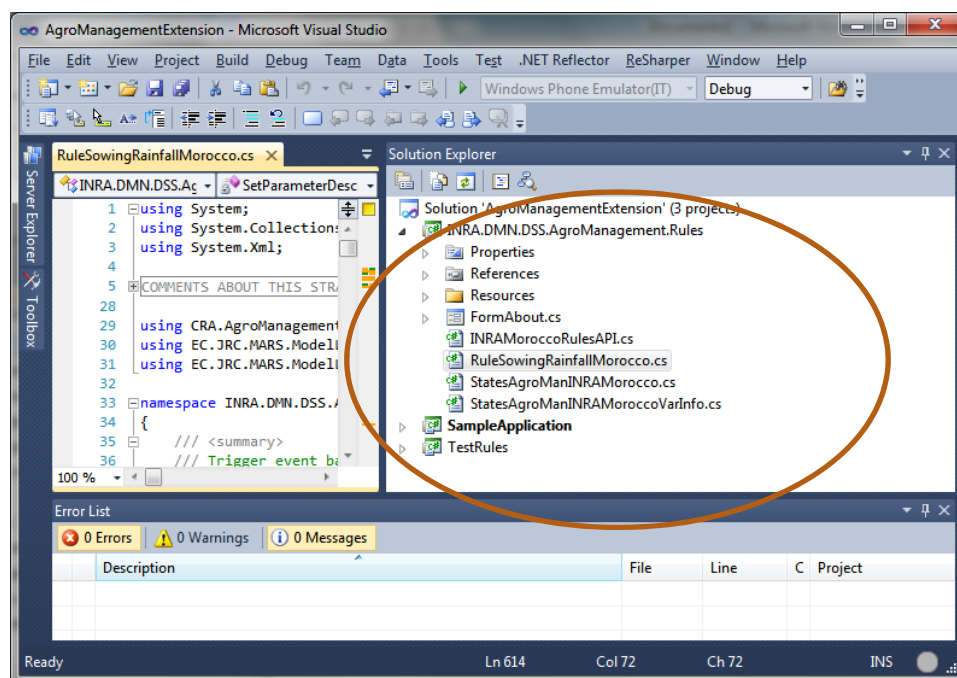 AgroManagementExtension - Microsoft Visual Studio
File Edit View Project Build Debug Team Data Tools Test .NET Reflector ReSharper Window Help
Windows Phone Emulator(IT) Debug
Server Explorer
Toolbox
RuleSowingRainfallMorocco.cs
INRA.DMN.DSS.Ag SetParameterDesc
1 using System;
2 using System.Collection
3 using System.Xml;
4
5 COMMENTS ABOUT THIS STRA
28
29 using CRA.AgroManagement
30 using EC.JRC.MARS.Model
31 using EC.JRC.MARS.Model
32
33 namespace INRA.DMN.DSS.A
34 {
35 /// <summary>
36 /// Trigger event ba
100 %
Solution Explorer
Solution 'AgroManagementExtension' (3 projects)
INRA.DMN.DSS.AgroManagement.Rules
Properties
References
Resources
FormAbout.cs
INRAMoroccoRulesAPI.cs
RuleSowingRainfallMorocco.cs
StatesAgroManINRAMorocco.cs
StatesAgroManINRAMoroccoVarInfo.cs
SampleApplication
TestRules
Error List
0 Errors 0 Warnings 0 Messages
Description File Line C Project
Ready Ln 614 Col 72 Ch 72 INS